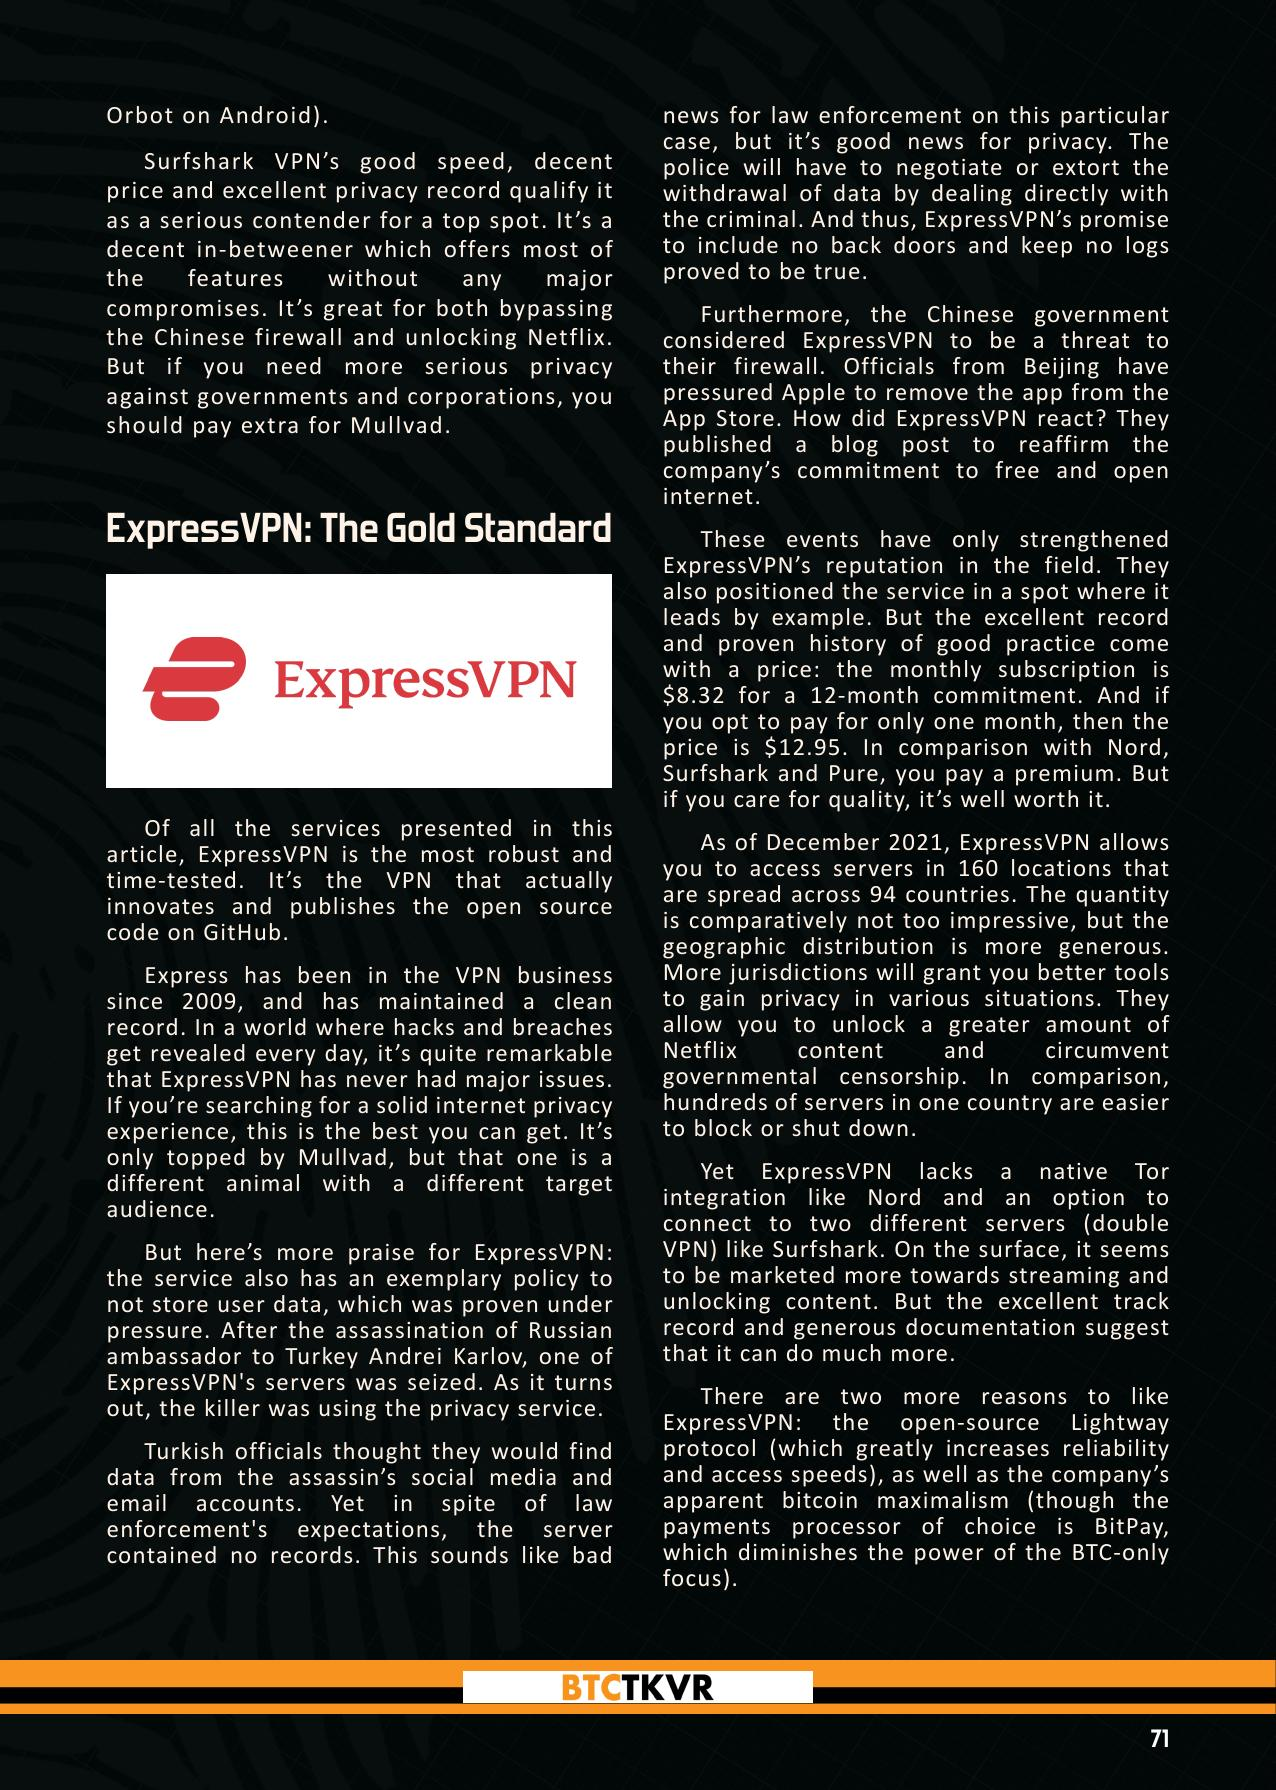 Orbot on Android).
Surfshark VPN’s good speed, decent
price and excellent privacy record qualify it
as a serious contender for a top spot. It’s a
decent in-betweener which offers most of
the features without any major
compromises. It’s great for both bypassing
the Chinese firewall and unlocking Netflix.
But if you need more serious privacy
against governments and corporations, you
should pay extra for Mullvad.
ExpressVPN: The Gold Standard
ExpressVPN
Of all the services presented in this
article, ExpressVPN is the most robust and
time-tested. It’s the VPN that actually
innovates and publishes the open source
code on GitHub.
Express has been in the VPN business
since 2009, and has maintained a clean
record. In a world where hacks and breaches
get revealed every day, it’s quite remarkable
that ExpressVPN has never had major issues.
If you’re searching for a solid internet privacy
experience, this is the best you can get. It’s
only topped by Mullvad, but that one is a
different animal with a different target
audience.
But here’s more praise for ExpressVPN:
the service also has an exemplary policy to
not store user data, which was proven under
pressure. After the assassination of Russian
ambassador to Turkey Andrei Karlov, one of
ExpressVPN's servers was seized. As it turns
out, the killer was using the privacy service.
Turkish officials thought they would find
data from the assassin’s social media and
email accounts. Yet in spite of law
enforcement's expectations, the server
contained no records. This sounds like bad
news for law enforcement on this particular
case, but it’s good news for privacy. The
police will have to negotiate or extort the
withdrawal of data by dealing directly with
the criminal. And thus, ExpressVPN’s promise
to include no back doors and keep no logs
proved to be true.
Furthermore, the Chinese government
considered ExpressVPN to be a threat to
their firewall. Officials from Beijing have
pressured Apple to remove the app from the
App Store. How did ExpressVPN react? They
published a blog post to reaffirm the
company’s commitment to free and open
internet.
These events have only strengthened
ExpressVPN’s reputation in the field. They
also positioned the service in a spot where it
leads by example. But the excellent record
and proven history of good practice come
with a price: the monthly subscription is
$8.32 for a 12-month commitment. And if
you opt to pay for only one month, then the
price is $12.95. In comparison with Nord,
Surfshark and Pure, you pay a premium. But
if you care for quality, it’s well worth it.
As of December 2021, ExpressVPN allows
you to access servers in 160 locations that
are spread across 94 countries. The quantity
is comparatively not too impressive, but the
geographic distribution is more generous.
More jurisdictions will grant you better tools
to gain privacy in various situations. They
allow you to unlock a greater amount of
Netflix content and circumvent
governmental censorship. In comparison,
hundreds of servers in one country are easier
to block or shut down.
Yet ExpressVPN lacks a native Tor
integration like Nord and an option to
connect to two different servers (double
VPN) like Surfshark. On the surface, it seems
to be marketed more towards streaming and
unlocking content. But the excellent track
record and generous documentation suggest
that it can do much more.
There are two more reasons to like
ExpressVPN: the open-source Lightway
protocol (which greatly increases reliability
and access speeds), as well as the company’s
apparent bitcoin maximalism (though the
payments processor of choice is BitPay,
which diminishes the power of the BTC-only
focus).
BTCTKVR
71